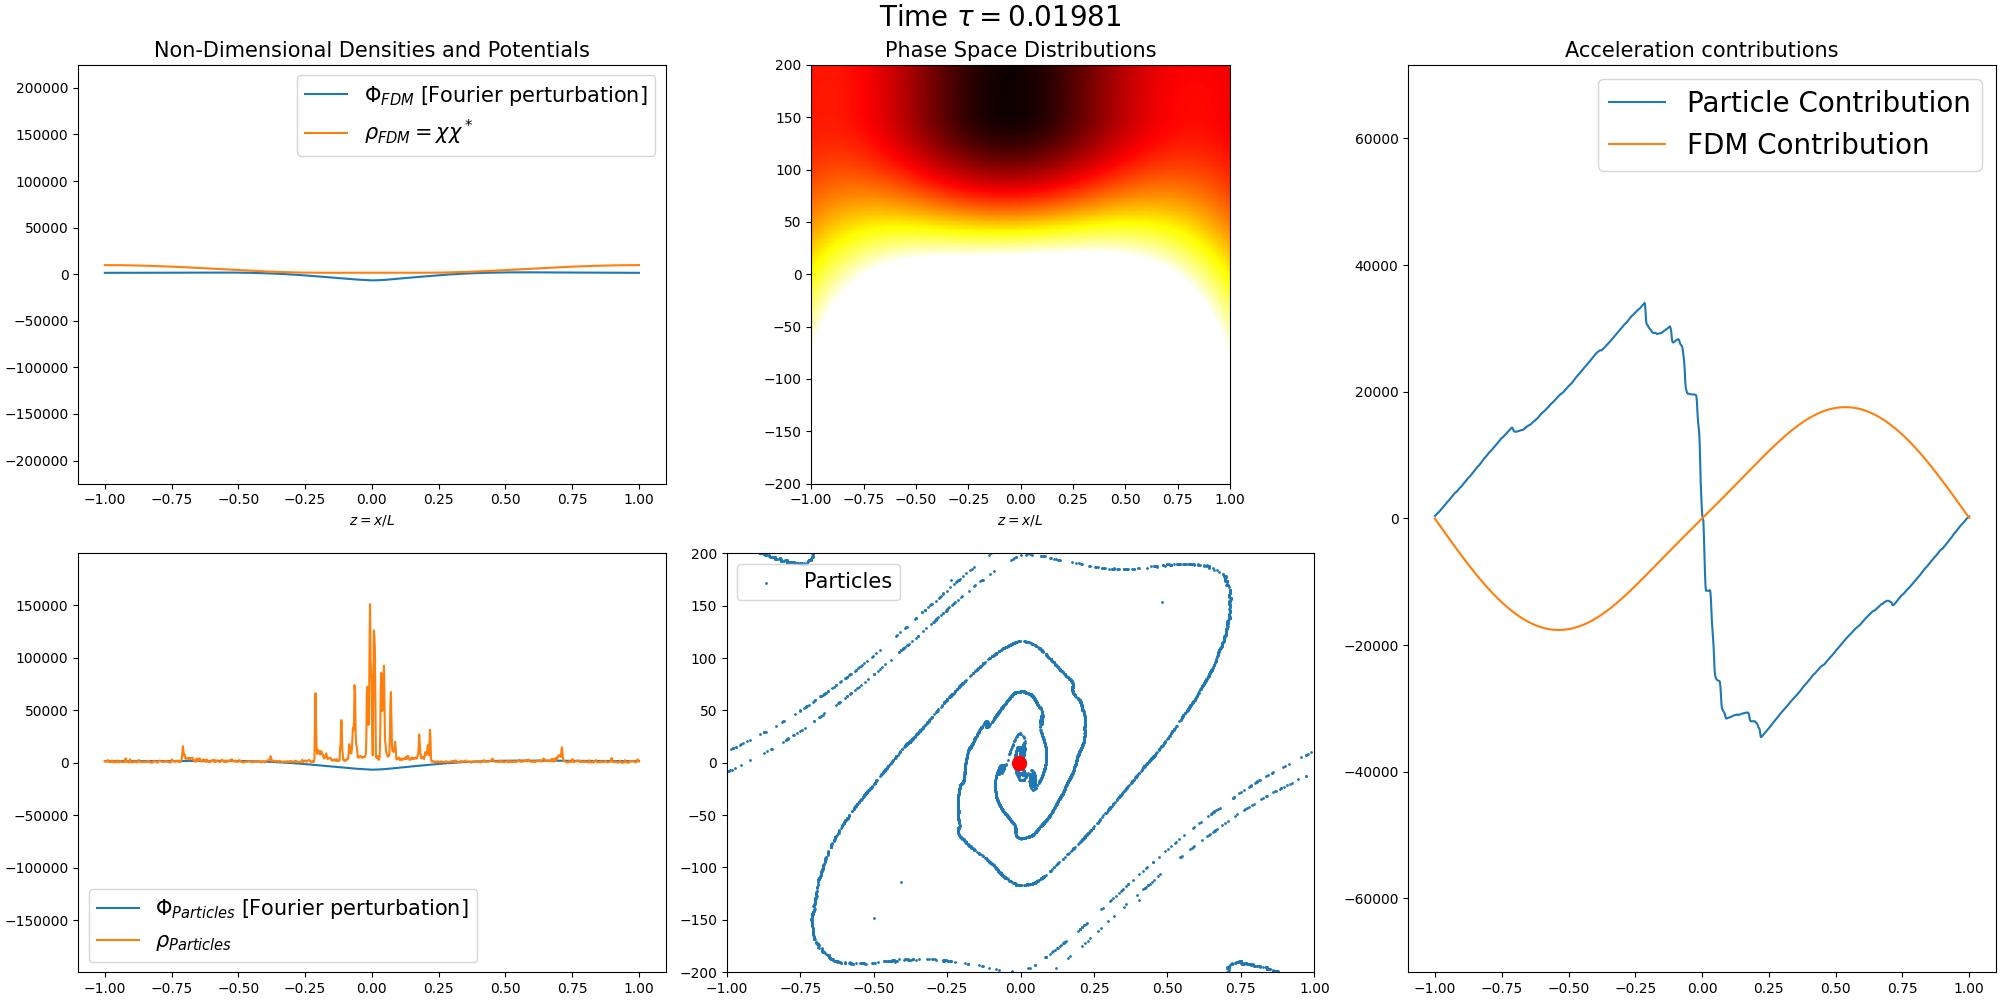 Time τ = 0.01981
Non-Dimensional Densities and Potentials
200000
150000
100000
50000
0
−50000
−100000
−150000
−200000
Φ_FDM [Fourier perturbation]
ρ_FDM = χχ*
−1.00 −0.75 −0.50 −0.25 0.00 0.25 0.50 0.75 1.00
z = x/L
Phase Space Distributions
200
150
100
50
0
−50
−100
−150
−200
−1.00 −0.75 −0.50 −0.25 0.00 0.25 0.50 0.75 1.00
z = x/L
Acceleration contributions
Particle Contribution
FDM Contribution
60000
40000
20000
0
−20000
−40000
−60000
−1.00 −0.75 −0.50 −0.25 0.00 0.25 0.50 0.75 1.00
150000
100000
50000
0
−50000
−100000
−150000
Φ_Particles [Fourier perturbation]
ρ_Particles
−1.00 −0.75 −0.50 −0.25 0.00 0.25 0.50 0.75 1.00
Particles
200
150
100
50
0
−50
−100
−150
−200
−1.00 −0.75 −0.50 −0.25 0.00 0.25 0.50 0.75 1.00